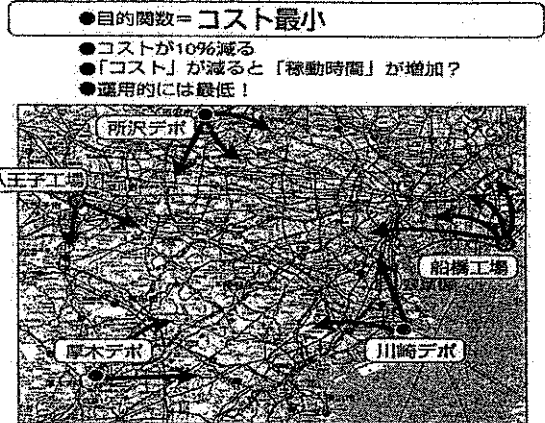 ●目的関数＝コスト最小
●コストが10%減る
●「コスト」が減ると「稼動時間」が増加？
●運用的には最低！
所沢デポ
八王子工場
船橋工場
厚木デポ
川崎デポ